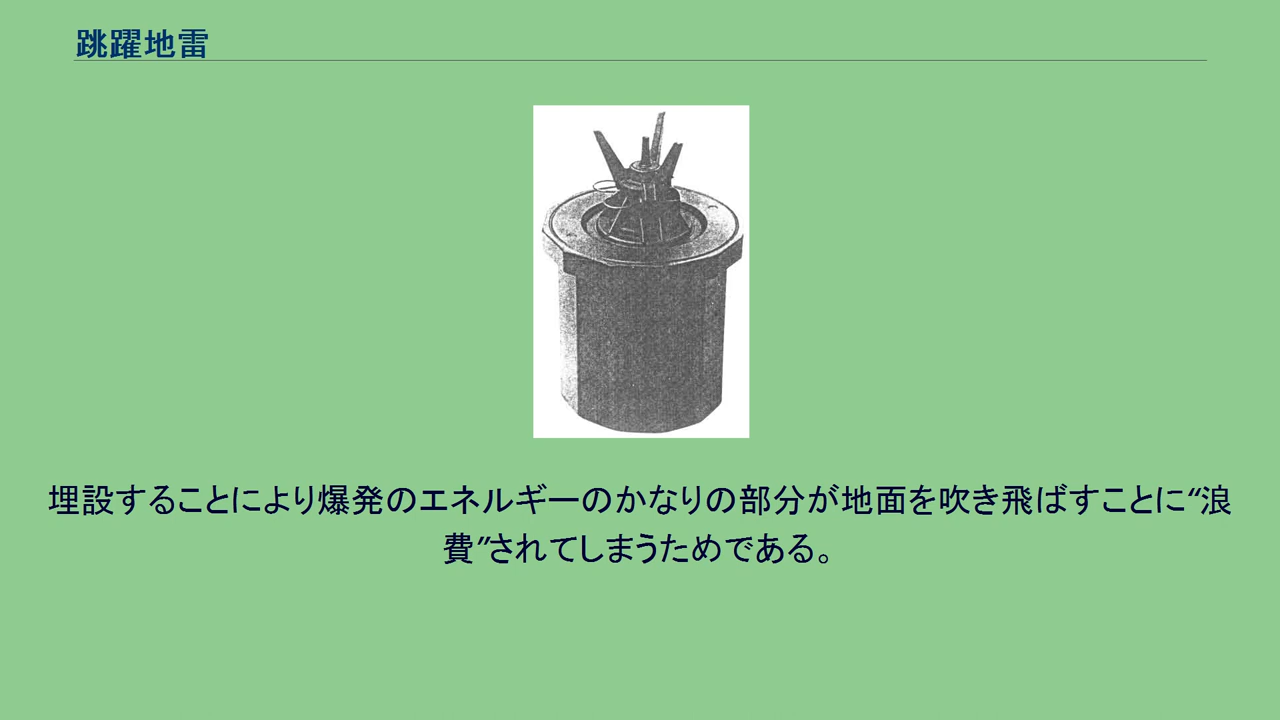 跳躍地雷
埋設することにより爆発のエネルギーのかなりの部分が地面を吹き飛ばすことに“浪
費”されてしまうためである。